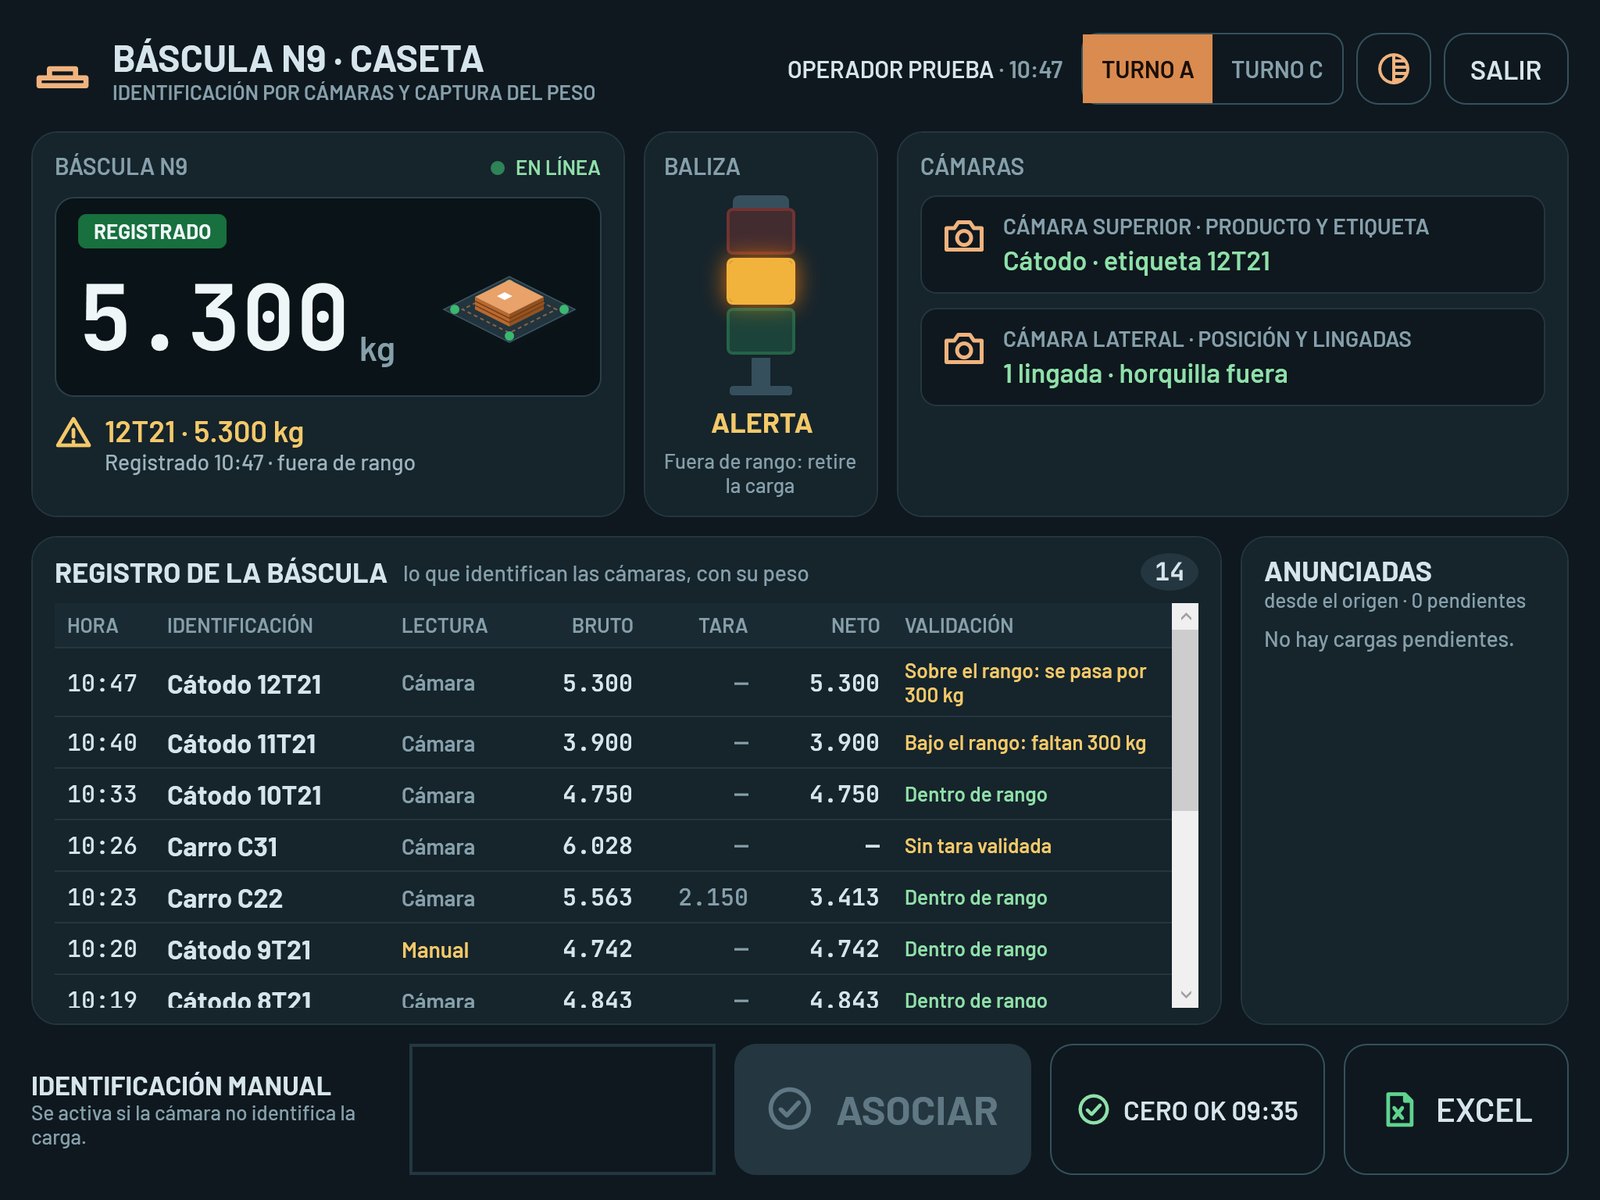 BÁSCULA N9 · CASETA
IDENTIFICACIÓN POR CÁMARAS Y CAPTURA DEL PESO
OPERADOR PRUEBA · 10:47
TURNO A
TURNO C
SALIR
BÁSCULA N9
EN LÍNEA
REGISTRADO
5.300 kg
12T21 · 5.300 kg
Registrado 10:47 · fuera de rango
BALIZA
ALERTA
Fuera de rango: retire
la carga
CÁMARAS
CÁMARA SUPERIOR · PRODUCTO Y ETIQUETA
Cátodo · etiqueta 12T21
CÁMARA LATERAL · POSICIÓN Y LINGADAS
1 lingada · horquilla fuera
REGISTRO DE LA BÁSCULA lo que identifican las cámaras, con su peso 14
HORA IDENTIFICACIÓN LECTURA BRUTO TARA NETO VALIDACIÓN
10:47 Cátodo 12T21 Cámara 5.300 — 5.300 Sobre el rango: se pasa por
300 kg
10:40 Cátodo 11T21 Cámara 3.900 — 3.900 Bajo el rango: faltan 300 kg
10:33 Cátodo 10T21 Cámara 4.750 — 4.750 Dentro de rango
10:26 Carro C31 Cámara 6.028 — — Sin tara validada
10:23 Carro C22 Cámara 5.563 2.150 3.413 Dentro de rango
10:20 Cátodo 9T21 Manual 4.742 — 4.742 Dentro de rango
10:19 Cátodo 8T21 Cámara 4.843 — 4.843 Dentro de rango
ANUNCIADAS
desde el origen · 0 pendientes
No hay cargas pendientes.
IDENTIFICACIÓN MANUAL
Se activa si la cámara no identifica la
carga.
ASOCIAR
CERO OK 09:35
EXCEL